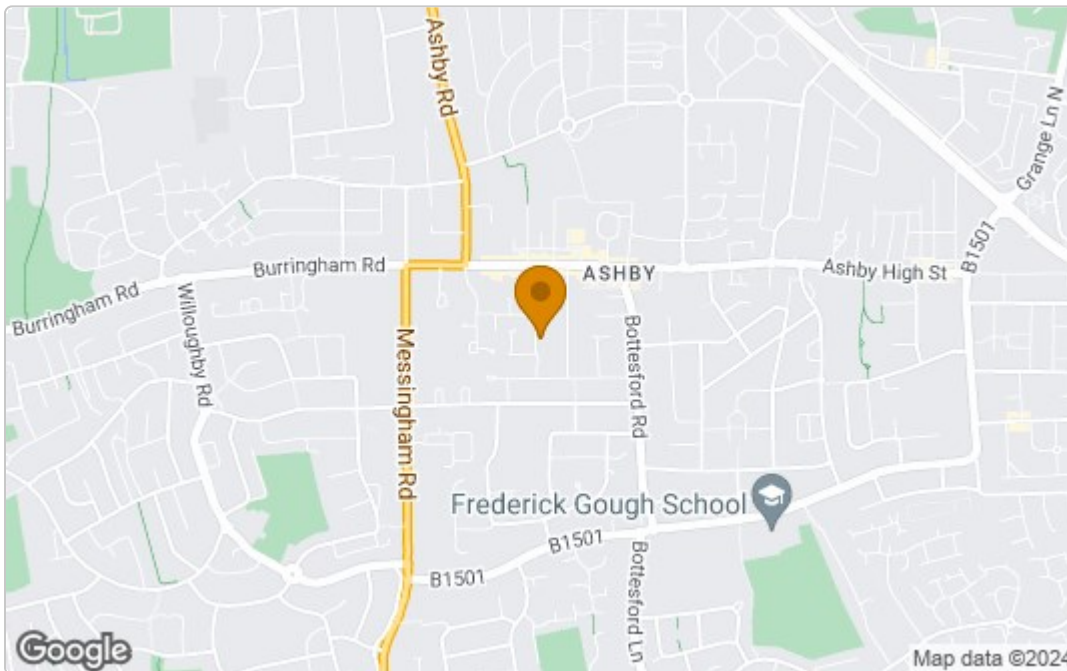 Ashby Rd
Grange Ln N
B1501
Burringham Rd
ASHBY
Ashby High St
Burringham Rd
Willoughby Rd
Messingham Rd
Bottesford Rd
Frederick Gough School
B1501
B1501
Bottesford Ln
Google
Map data ©2024